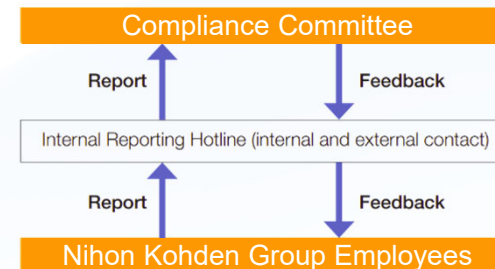 Compliance Committee
Report
Feedback
Internal Reporting Hotline (internal and external contact)
Report
Feedback
Nihon Kohden Group Employees